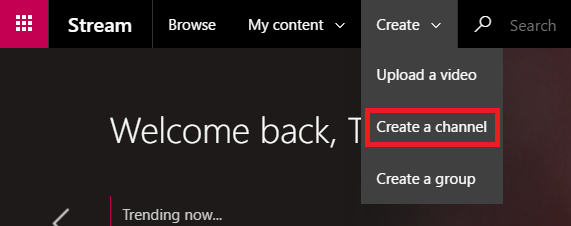 Stream Browse My content Create Search
Upload a video
Create a channel
Welcome back, T
Create a group
Trending now...